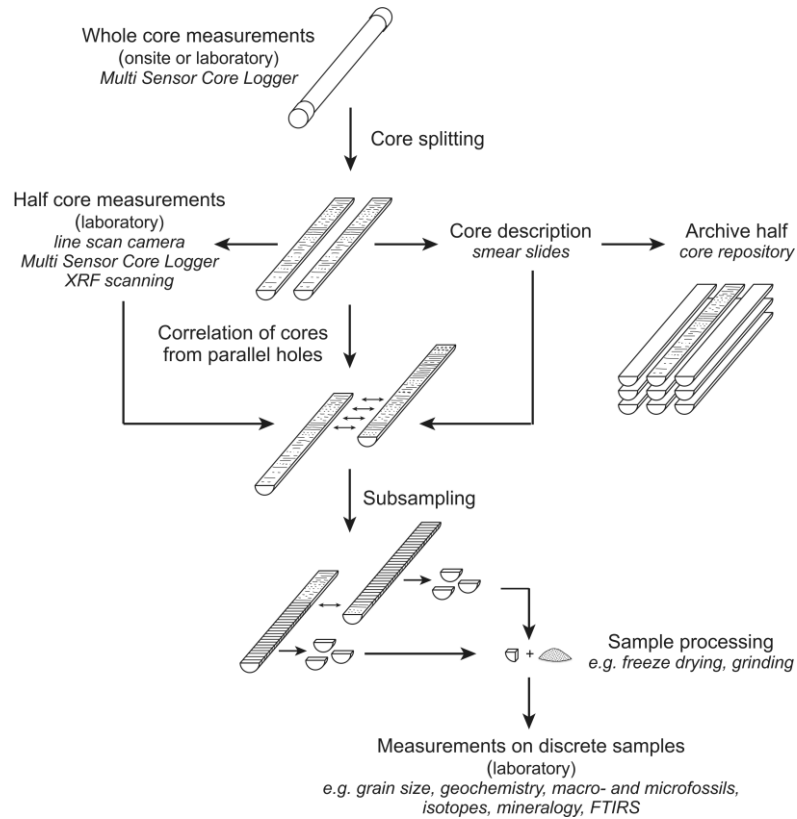 Whole core measurements
(onsite or laboratory)
Multi Sensor Core Logger
Core splitting
Half core measurements
(laboratory)
line scan camera
Multi Sensor Core Logger
XRF scanning
Core description
smear slides
Archive half
core repository
Correlation of cores
from parallel holes
Subsampling
+
Sample processing
e.g. freeze drying, grinding
Measurements on discrete samples
(laboratory)
e.g. grain size, geochemistry, macro- and microfossils,
isotopes, mineralogy, FTIRS